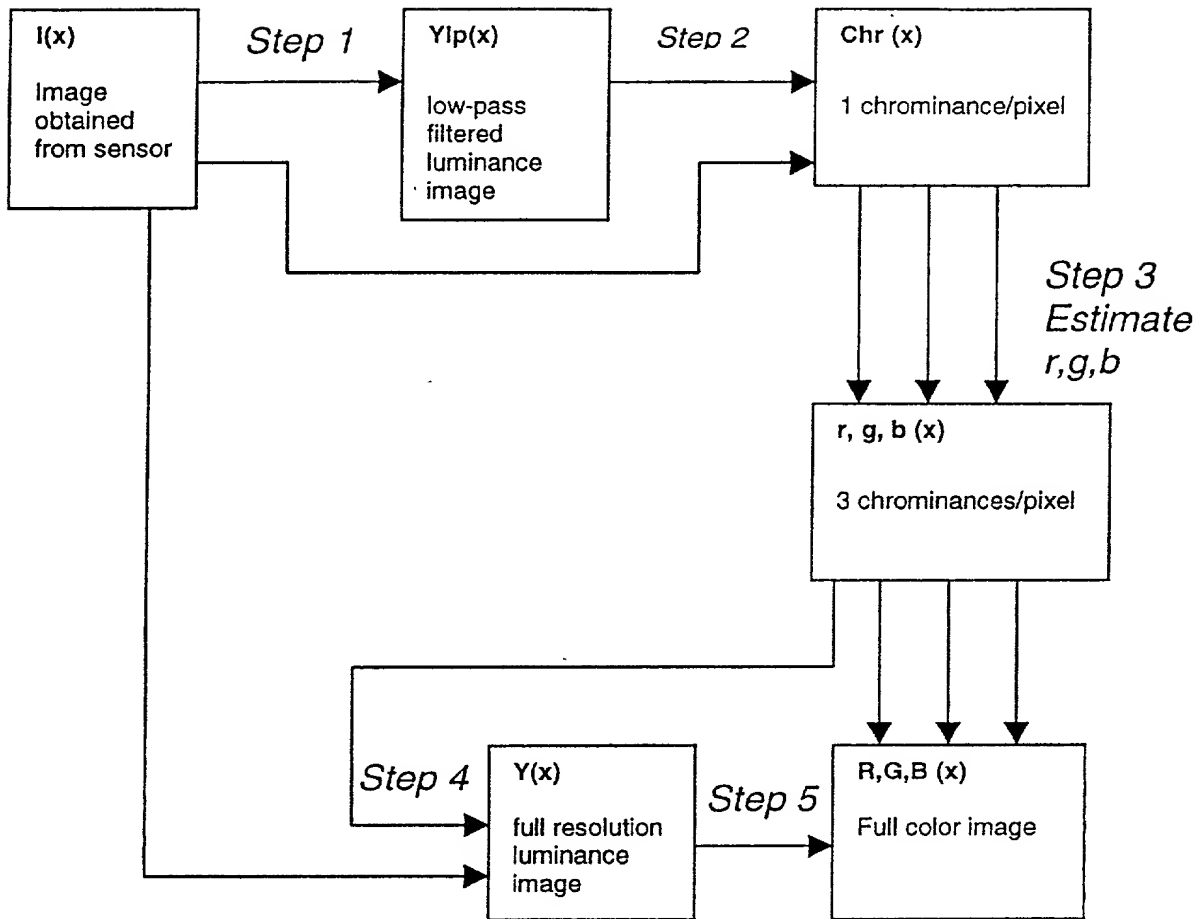 I(x)
Image
obtained
from sensor
Step 1
Ylp(x)
low-pass
filtered
luminance
image
Step 2
Chr (x)
1 chrominance/pixel
Step 3
Estimate
r,g,b
r, g, b (x)
3 chrominances/pixel
Step 4
Y(x)
full resolution
luminance
image
Step 5
R,G,B (x)
Full color image